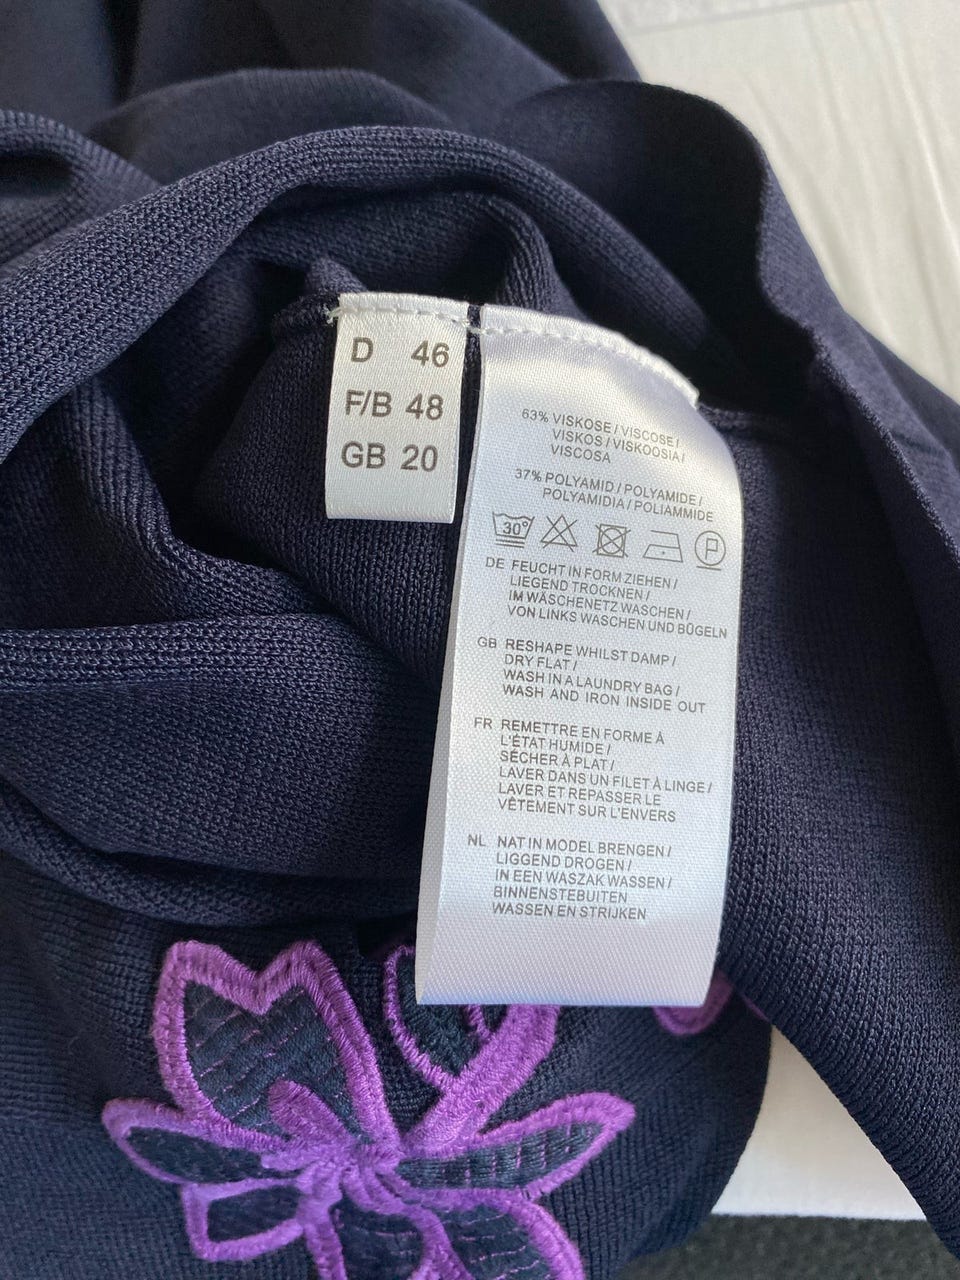 D 46
F/B 48
GB 20
63% VISKOSE / VISCOSE /
VISKOS / VISKOOSIA /
VISCOSA
37% POLYAMID / POLYAMIDE /
POLYAMIDIA / POLIAMMIDE
30° P
DE FEUCHT IN FORM ZIEHEN /
LIEGEND TROCKNEN /
IM WÄSCHENETZ WASCHEN /
VON LINKS WASCHEN UND BÜGELN
GB RESHAPE WHILST DAMP /
DRY FLAT /
WASH IN A LAUNDRY BAG /
WASH AND IRON INSIDE OUT
FR REMETTRE EN FORME À
L'ÉTAT HUMIDE /
SÉCHER À PLAT /
LAVER DANS UN FILET À LINGE /
LAVER ET REPASSER LE
VÊTEMENT SUR L'ENVERS
NL NAT IN MODEL BRENGEN /
LIGGEND DROGEN /
IN EEN WASZAK WASSEN /
BINNENSTEBUITEN
WASSEN EN STRIJKEN